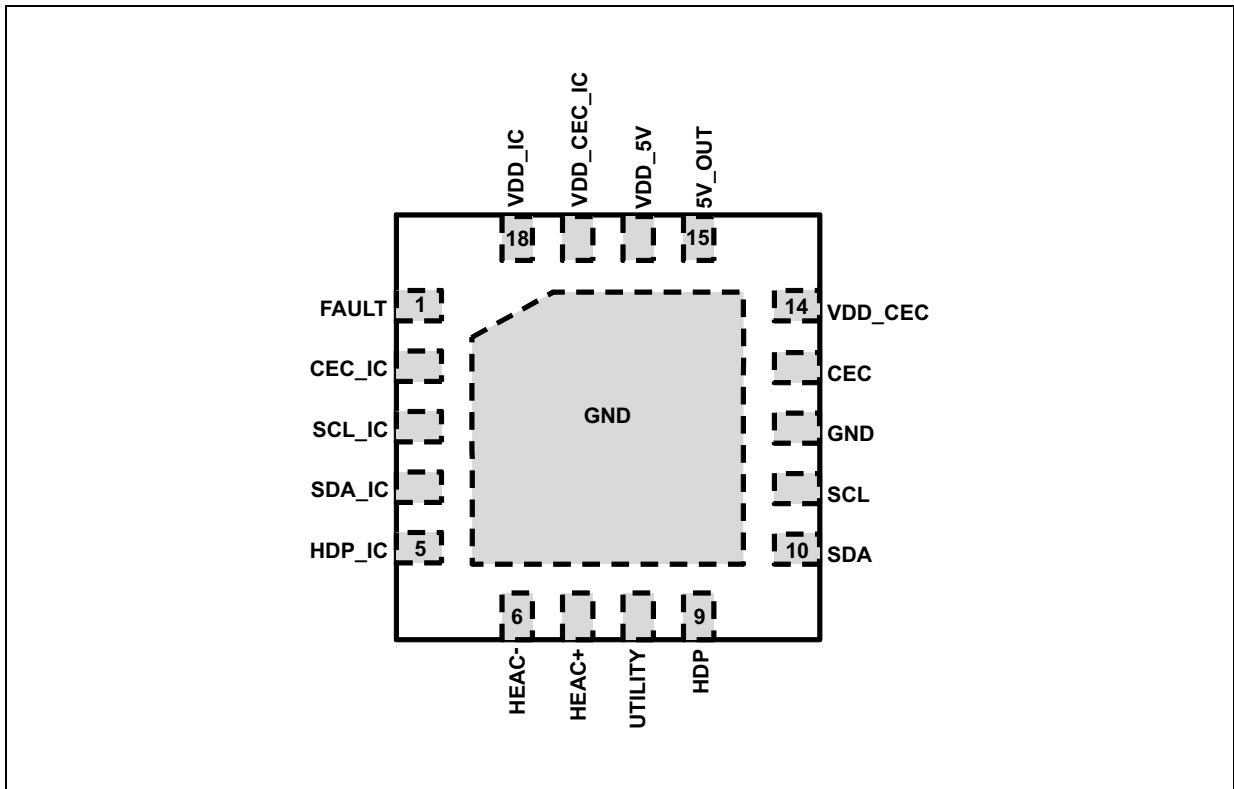 VDD_IC
VDD_CEC_IC
VDD_5V
5V_OUT
18
15
FAULT
1
14
VDD_CEC
CEC_IC
CEC
GND
SCL_IC
GND
SDA_IC
SCL
HDP_IC
5
10
SDA
6
9
HEAC-
HEAC+
UTILITY
HDP